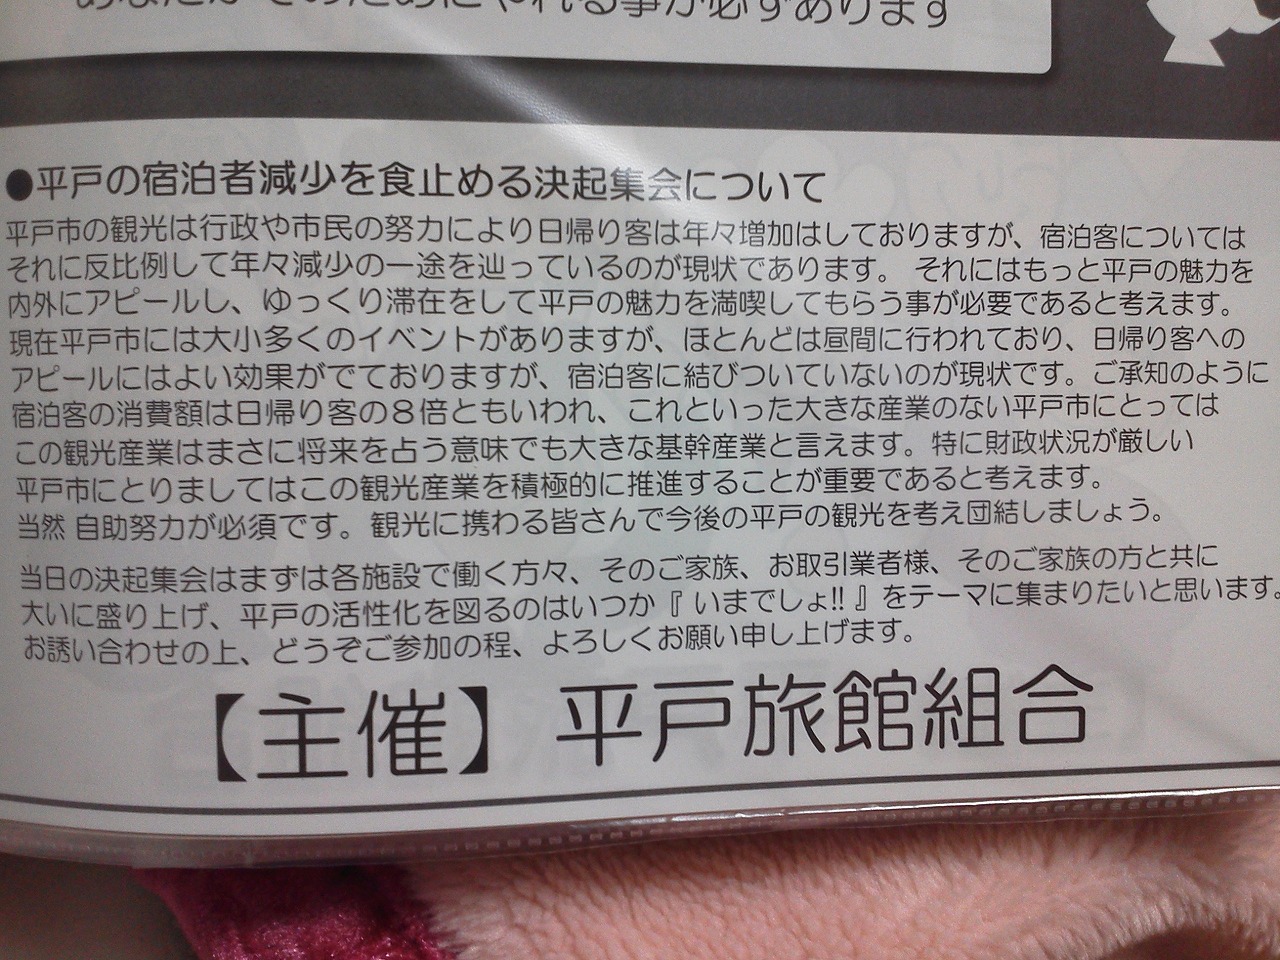 あなたがそのためにやれる事が必ずあります
●平戸の宿泊者減少を食止める決起集会について
平戸市の観光は行政や市民の努力により日帰り客は年々増加はしておりますが、宿泊客については
それに反比例して年々減少の一途を辿っているのが現状であります。 それにはもっと平戸の魅力を
内外にアピールし、ゆっくり滞在をして平戸の魅力を満喫してもらう事が必要であると考えます。
現在平戸市には大小多くのイベントがありますが、ほとんどは昼間に行われており、日帰り客への
アピールにはよい効果がでておりますが、宿泊客に結びついていないのが現状です。ご承知のように
宿泊客の消費額は日帰り客の8倍ともいわれ、これといった大きな産業のない平戸市にとっては
この観光産業はまさに将来を占う意味でも大きな基幹産業と言えます。特に財政状況が厳しい
平戸市にとりましてはこの観光産業を積極的に推進することが重要であると考えます。
当然 自助努力が必須です。観光に携わる皆さんで今後の平戸の観光を考え団結しましょう。
当日の決起集会はまずは各施設で働く方々、そのご家族、お取引業者様、そのご家族の方と共に
大いに盛り上げ、平戸の活性化を図るのはいつか『 いまでしょ!! 』をテーマに集まりたいと思います。
お誘い合わせの上、どうぞご参加の程、よろしくお願い申し上げます。
【主催】 平戸旅館組合